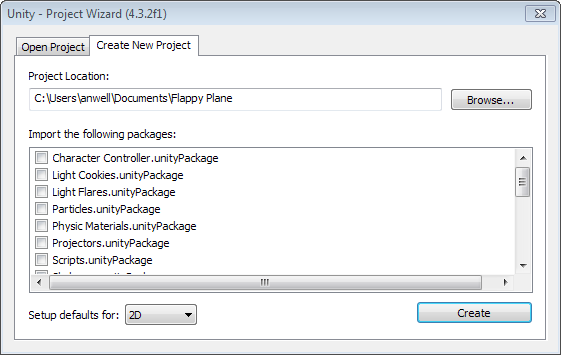 Unity - Project Wizard (4.3.2f1)
Open Project Create New Project
Project Location:
C:\Users\anwell\Documents\Flappy Plane Browse...
Import the following packages:
Character Controller.unityPackage
Light Cookies.unityPackage
Light Flares.unityPackage
Particles.unityPackage
Physic Materials.unityPackage
Projectors.unityPackage
Scripts.unityPackage
Setup defaults for: 2D Create